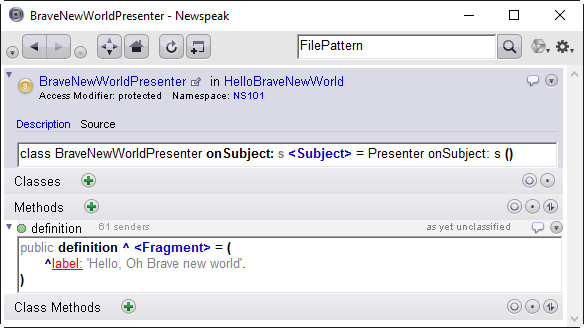 BraveNewWorldPresenter - Newspeak
FilePattern
3 BraveNewWorldPresenter in HelloBraveNewWorld
Access Modifier: protected Namespace: NS101
Description Source
class BraveNewWorldPresenter onSubject: s <Subject> = Presenter onSubject: s ()
Classes
Methods
definition 61 senders as yet unclassified
public definition ^ <Fragment> = (
^label: 'Hello, Oh Brave new world'.
)
Class Methods